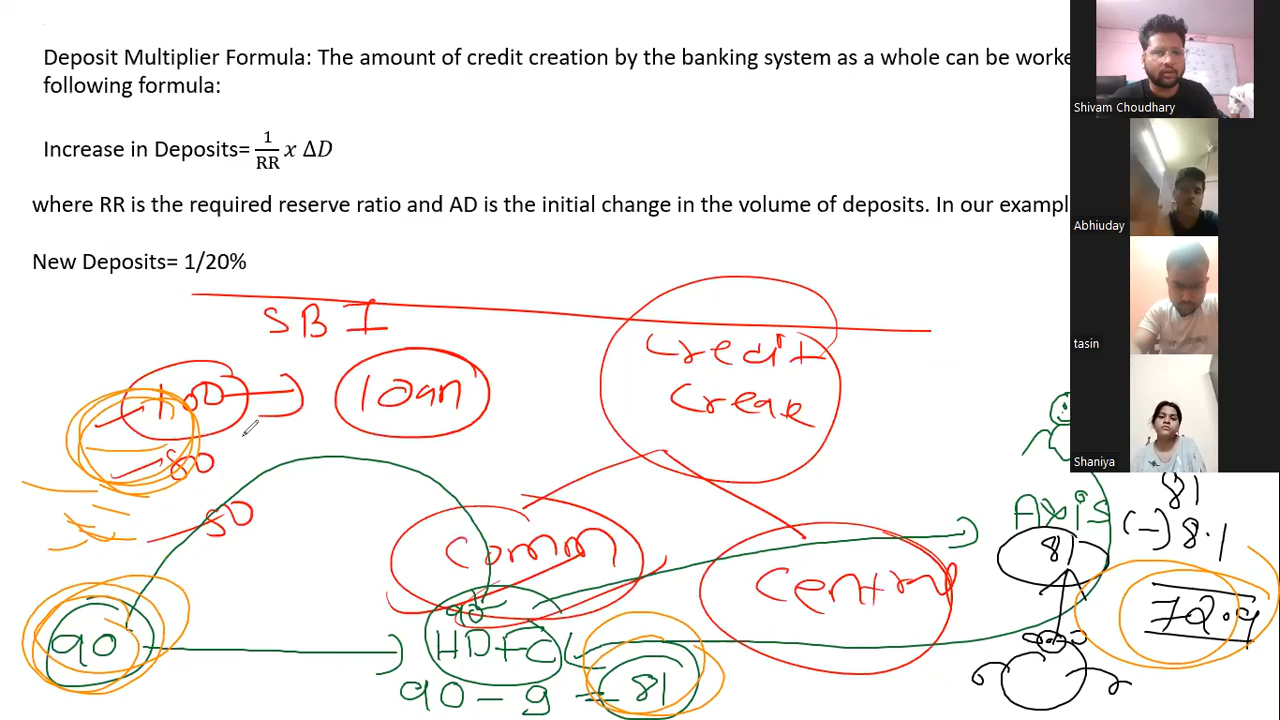 Deposit Multiplier Formula: The amount of credit creation by the banking system as a whole can be worke
following formula:
Increase in Deposits= 1/RR x ΔD
where RR is the required reserve ratio and AD is the initial change in the volume of deposits. In our exampl
New Deposits= 1/20%
SBI
100 loan
Credit
Creat
80
50
Comm
Central
90
90
HDFC
90 - 9 = 81
Axis
81
81
(-) 8.1
72.9
Shivam Choudhary
Abhiuday
tasin
Shaniya